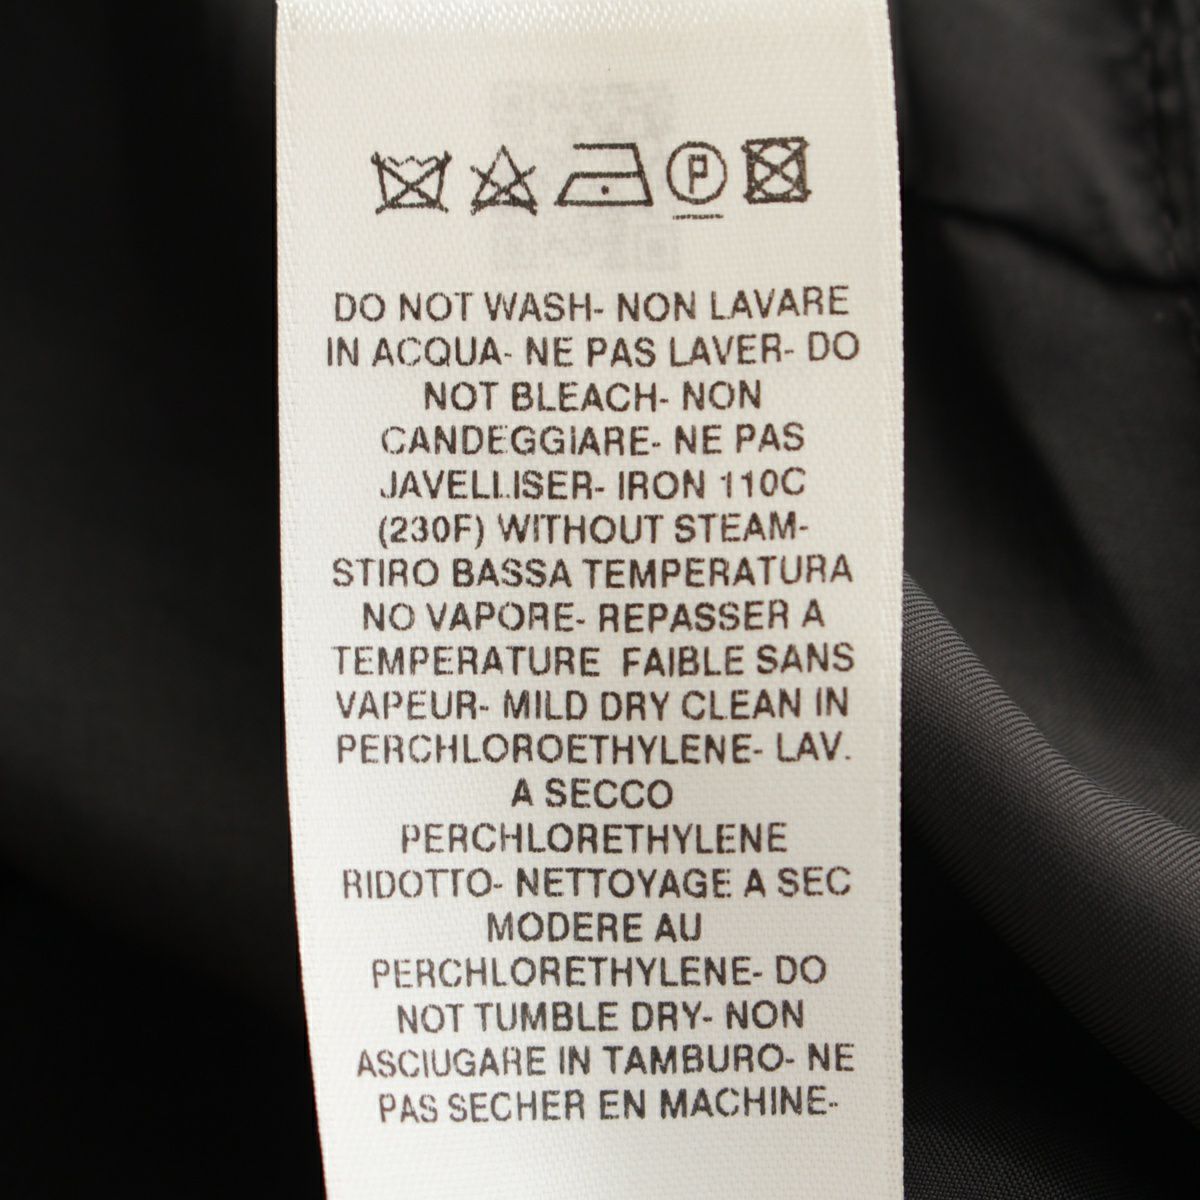 P
DO NOT WASH- NON LAVARE
IN ACQUA- NE PAS LAVER- DO
NOT BLEACH- NON
CANDEGGIARE- NE PAS
JAVELLISER- IRON 110C
(230F) WITHOUT STEAM-
STIRO BASSA TEMPERATURA
NO VAPORE- REPASSER A
TEMPERATURE FAIBLE SANS
VAPEUR- MILD DRY CLEAN IN
PERCHLOROETHYLENE- LAV.
A SECCO
PERCHLORETHYLENE
RIDOTTO- NETTOYAGE A SEC
MODERE AU
PERCHLORETHYLENE- DO
NOT TUMBLE DRY- NON
ASCIUGARE IN TAMBURO- NE
PAS SECHER EN MACHINE-